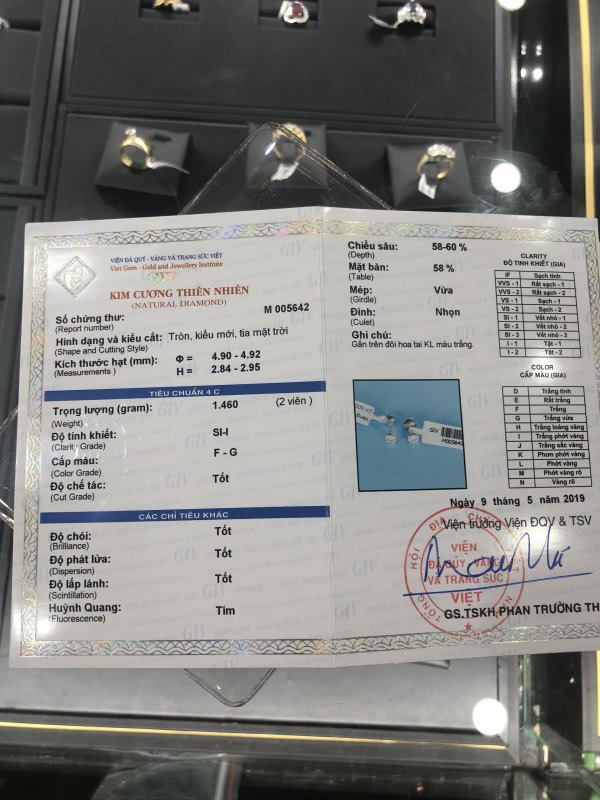 VIỆN ĐÁ QUÝ - VÀNG VÀ TRANG SỨC VIỆT
Viet Gem - Gold and Jewellery Institute
GIV
KIM CƯƠNG THIÊN NHIÊN
(NATURAL DIAMOND)
Số chứng thư: M 005642
(Report number)
Hình dạng và kiểu cắt: Tròn, kiểu mới, tia mặt trời
(Shape and Cutting Style)
Kích thước hạt (mm): Φ = 4.90 - 4.92
(Measurements ) H = 2.84 - 2.95
TIÊU CHUẨN 4 C
Trọng lượng (gram): 1.460 (2 viên)
(Weight)
Độ tinh khiết: SI-I
(Clarity Grade)
Cấp màu: F - G
(Color Grade)
Độ chế tác: Tốt
(Cut Grade)
CÁC CHỈ TIÊU KHÁC
Độ chói: Tốt
(Brilliance)
Độ phát lửa: Tốt
(Dispersion)
Độ lấp lánh: Tốt
(Scintillation)
Huỳnh Quang: Tím
(Fluorescence)
Chiều sâu: 58-60 %
(Depth)
Mặt bàn: 58 %
(Table)
Mép: Vừa
(Girdle)
Đỉnh: Nhọn
(Culet)
Ghi chú:
Gắn trên đôi hoa tai KL màu trắng.
GIV
M005642
CLARITY
ĐỘ TINH KHIẾT (GIA)
IF Sạch tinh
VVS - 1 Rất sạch - 1
VVS - 2 Rất sạch - 2
VS - 1 Sạch - 1
VS - 2 Sạch - 2
SI - 1 Vết nhỏ - 1
SI - 2 Vết nhỏ - 2
SI - 3 Vết nhỏ - 3
I - 1 Tật - 1
I - 2 Tật - 2
COLOR
CẤP MÀU (GIA)
D Trắng tinh
E Rất trắng
F Trắng
G Trắng vừa
H Trắng loáng vàng
I Trắng phớt vàng
J Trắng sắc vàng
K Phơn phớt vàng
L Phớt vàng
M Phớt rõ vàng
N Vàng rõ
Ngày 9 tháng 5 năm 2019
Viện trưởng Viện ĐQV & TSV
VIỆN
ĐÁ QUÝ, VÀNG
VÀ TRANG SỨC
VIỆT
GS.TSKH PHAN TRƯỜNG TH